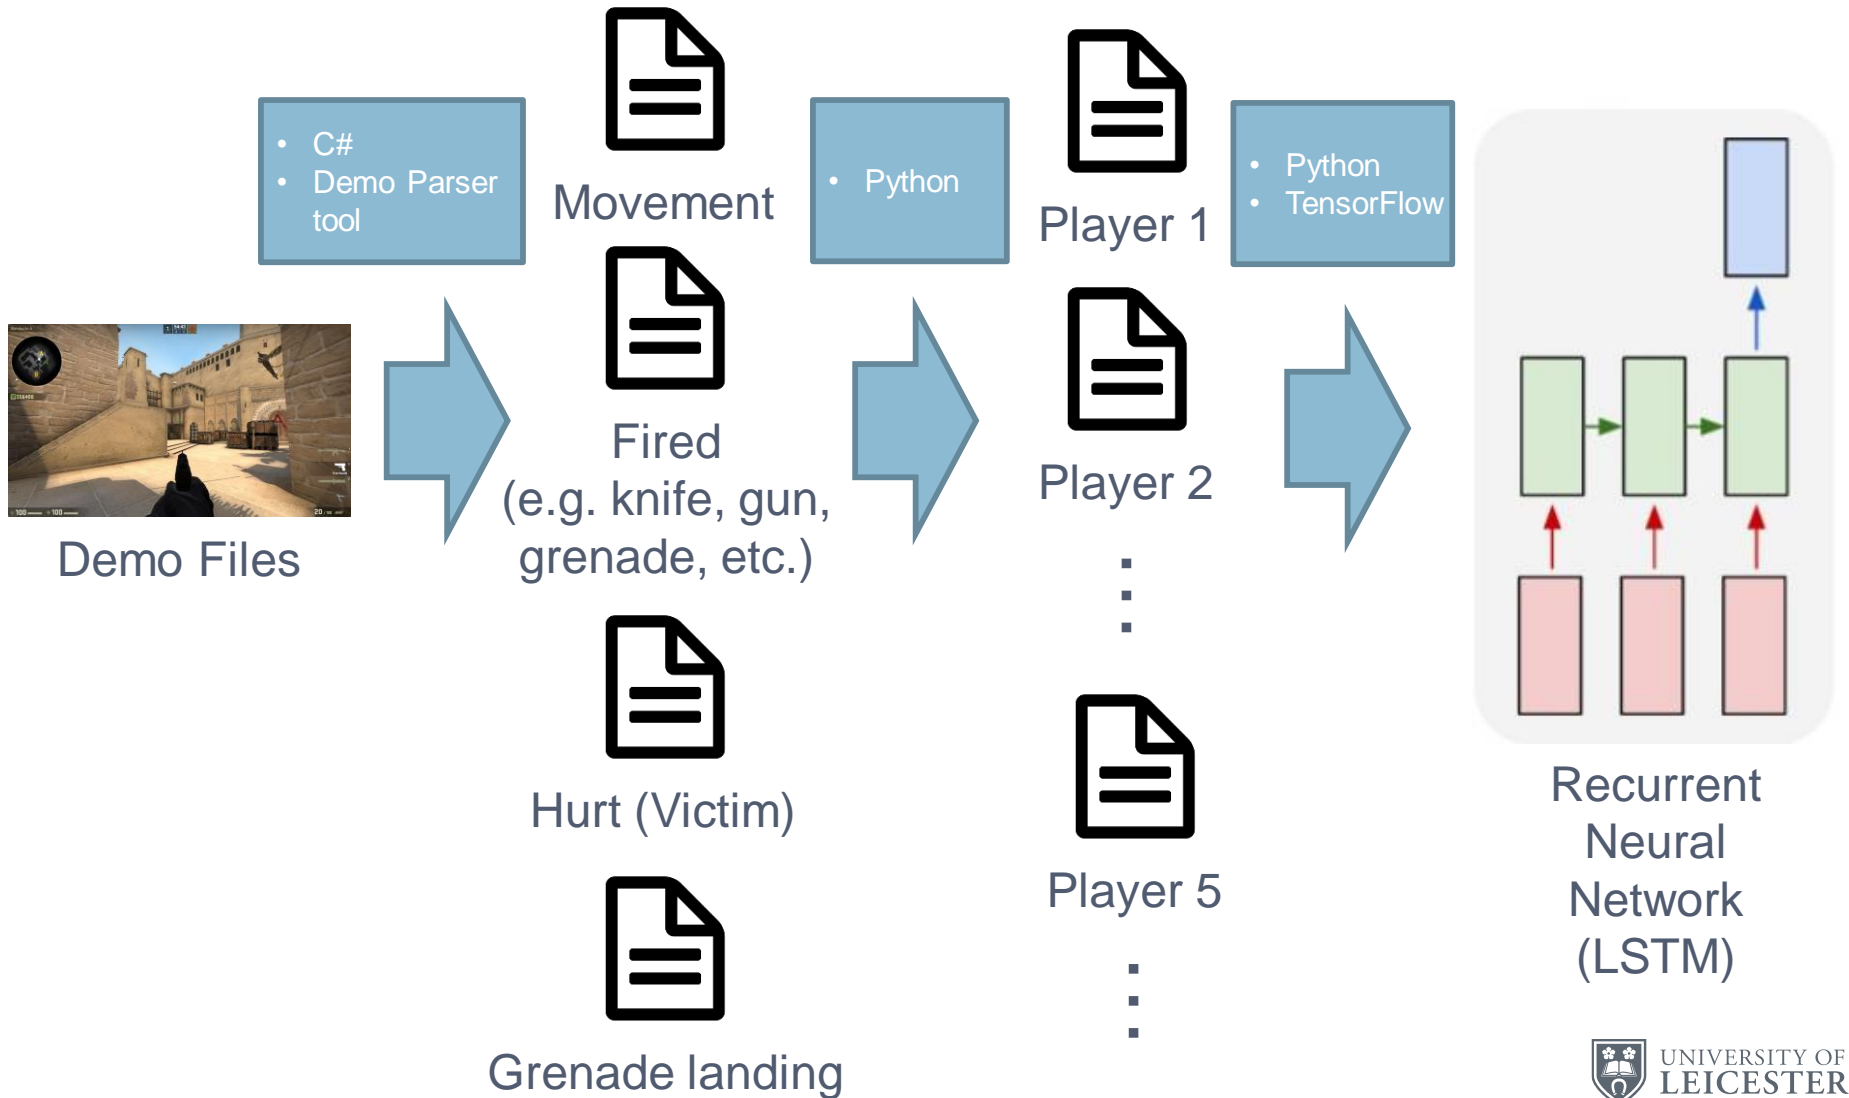 • C#
• Demo Parser
tool
Movement
• Python
Player 1
• Python
• TensorFlow
Demo Files
Fired
(e.g. knife, gun,
grenade, etc.)
Player 2
Hurt (Victim)
Player 5
Grenade landing
Recurrent
Neural
Network
(LSTM)
UNIVERSITY OF
LEICESTER